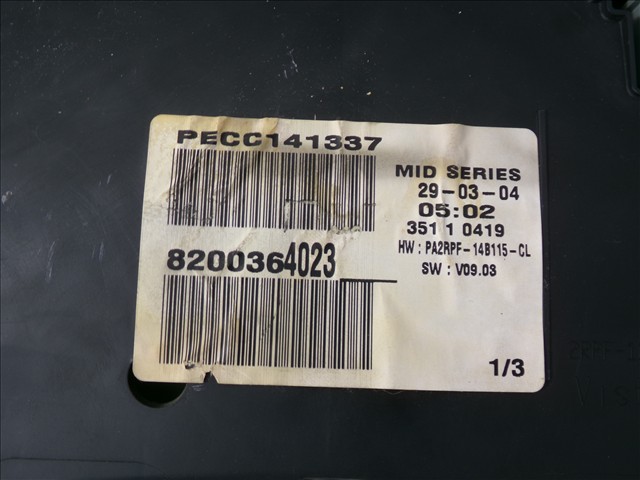 PECC141337
MID SERIES
29-03-04
05:02
351 1 0419
HW : PA2RPF-14B115-CL
SW : V09.03
8200364023
1/3